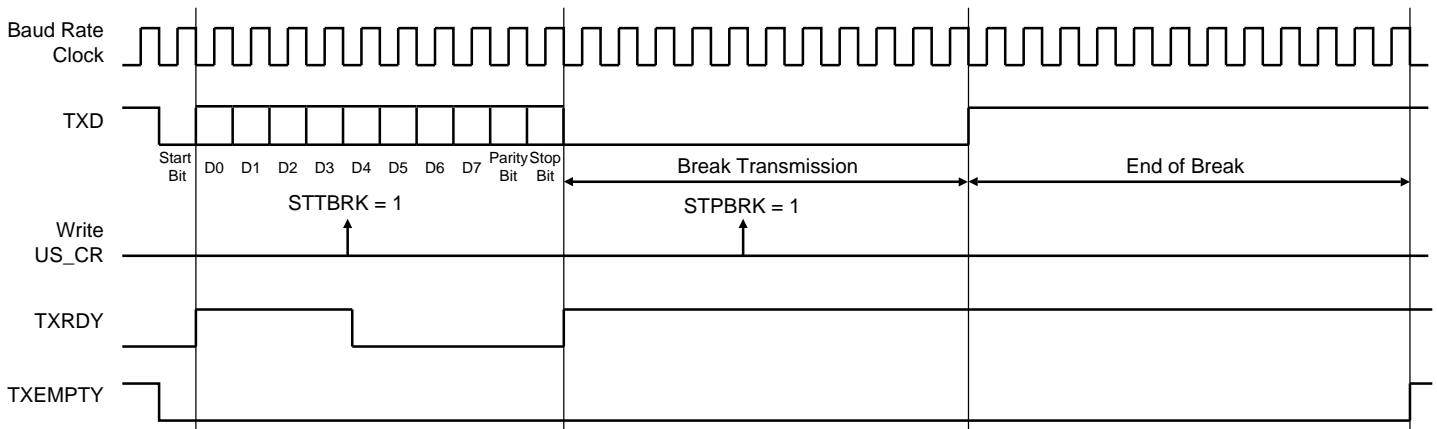 Baud Rate
Clock
TXD
Start
Bit
D0 D1 D2 D3 D4 D5 D6 D7
Parity
Bit
Stop
Bit
Break Transmission
End of Break
STTBRK = 1
STPBRK = 1
Write
US_CR
TXRDY
TXEMPTY